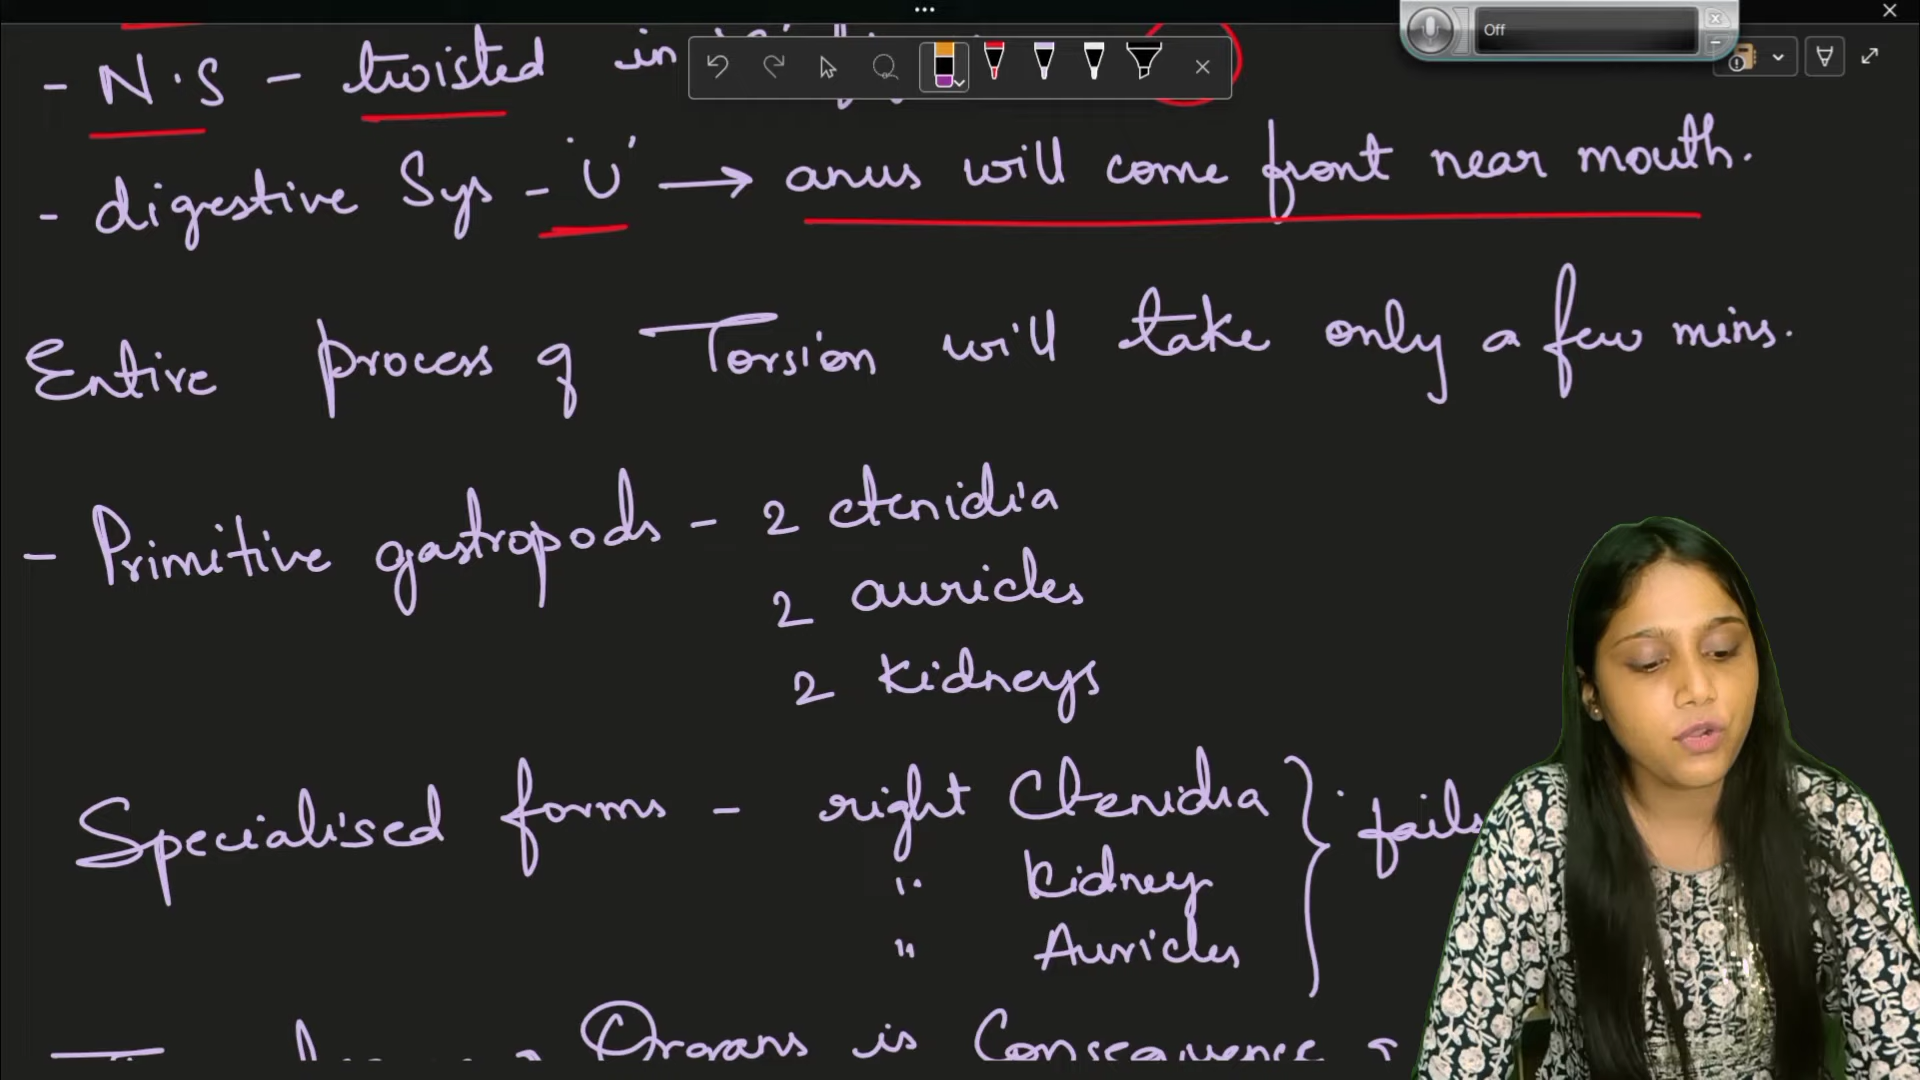 Off
- N.S - twisted in
- digestive Sys - 'U' → anus will come front near mouth.
Entire process of Torsion will take only a few mins.
- Primitive gastropods - 2 ctenidia
2 auricles
2 kidneys
Specialised forms - right Ctenidia } fails
" Kidney
" Auricles
Organs is Consequence